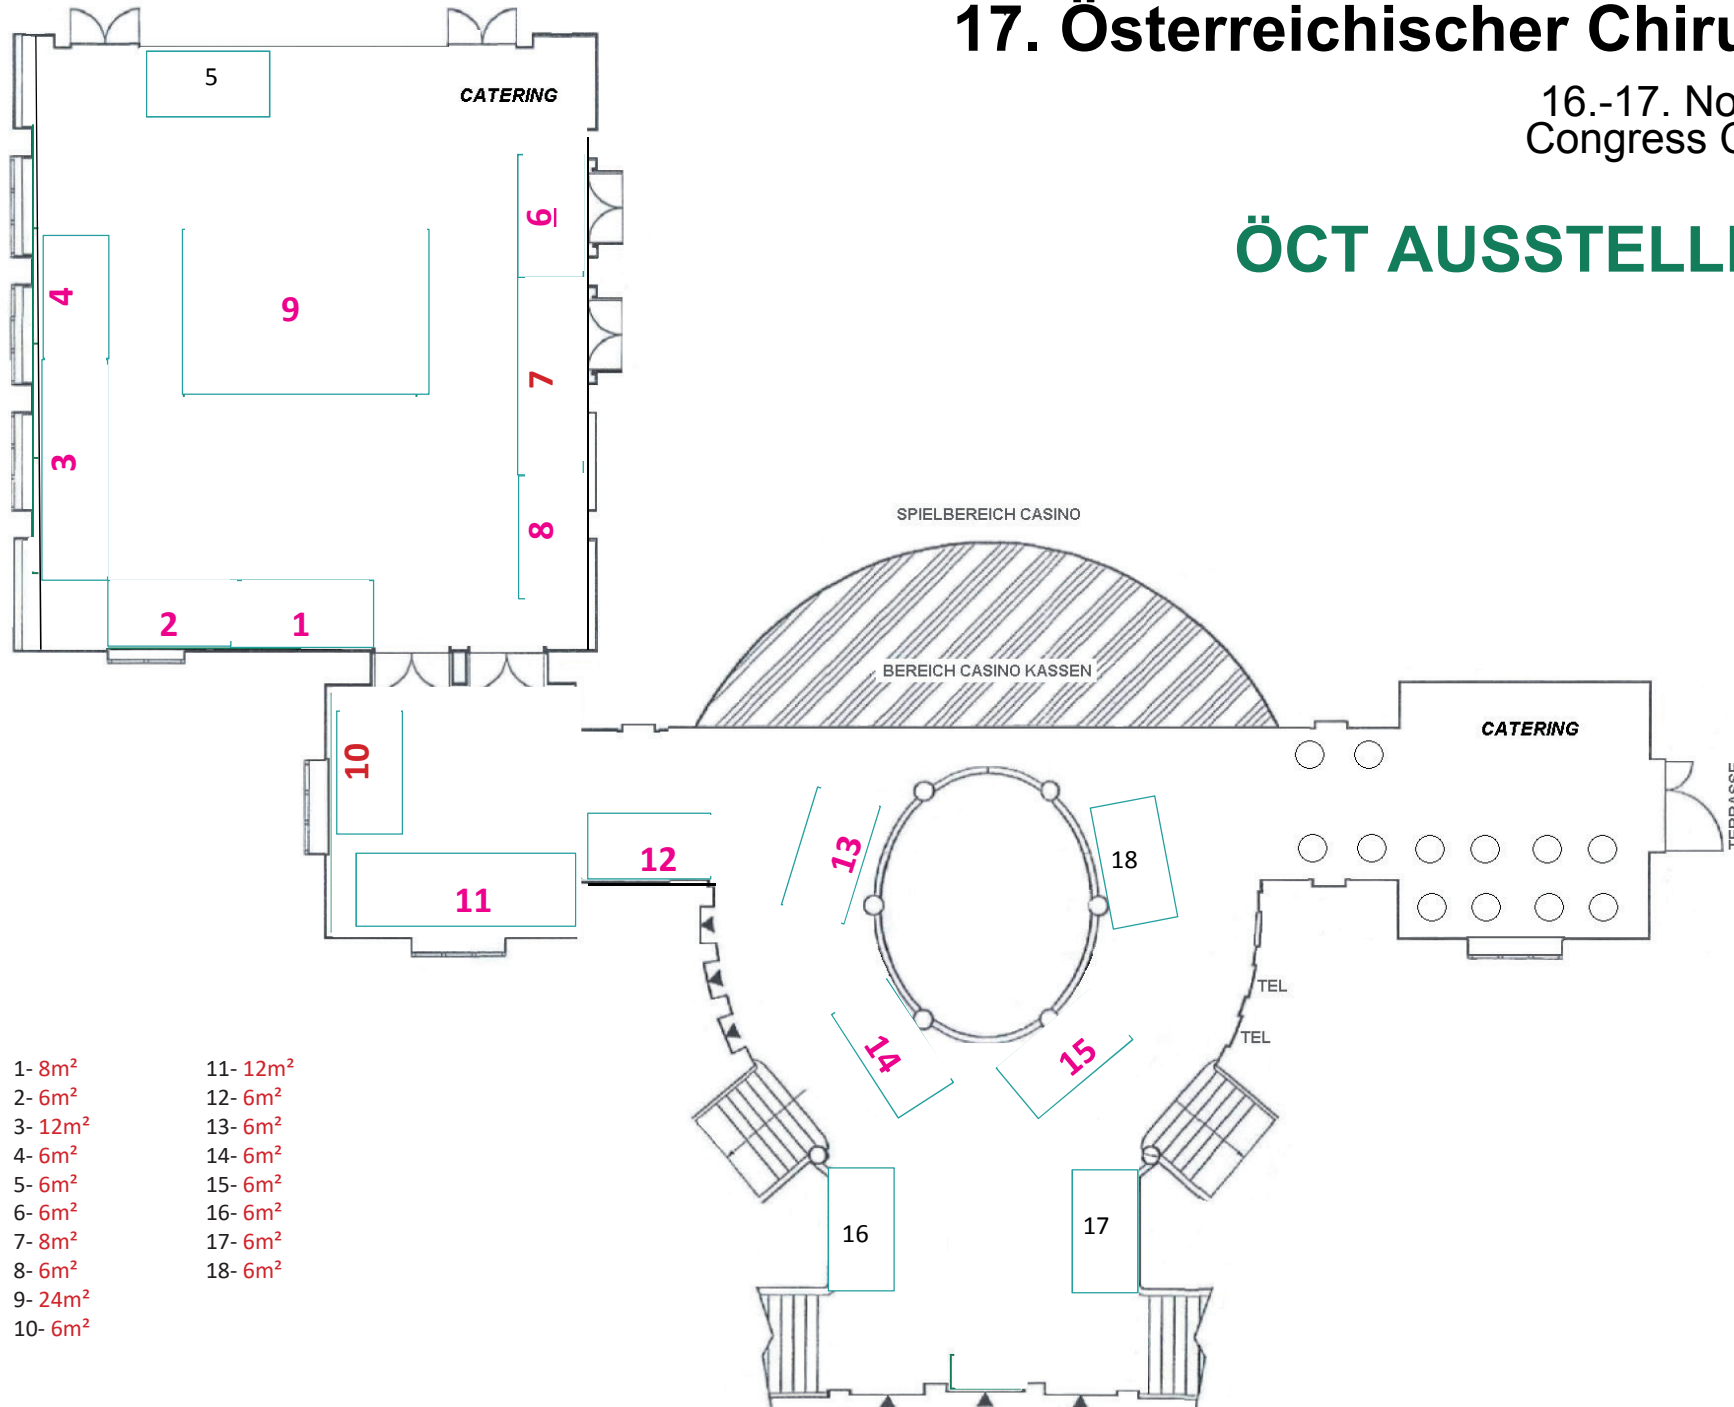 17. Österreichischer Chiru
16.-17. No
Congress C
ÖCT AUSSTELL
5
CATERING
6
4
9
7
3
8
2
1
SPIELBEREICH CASINO
BEREICH CASINO KASSEN
CATERING
TERRASSE
10
12
13
18
11
TEL
TEL
14
15
16
17
1- 8m²
2- 6m²
3- 12m²
4- 6m²
5- 6m²
6- 6m²
7- 8m²
8- 6m²
9- 24m²
10- 6m²
11- 12m²
12- 6m²
13- 6m²
14- 6m²
15- 6m²
16- 6m²
17- 6m²
18- 6m²